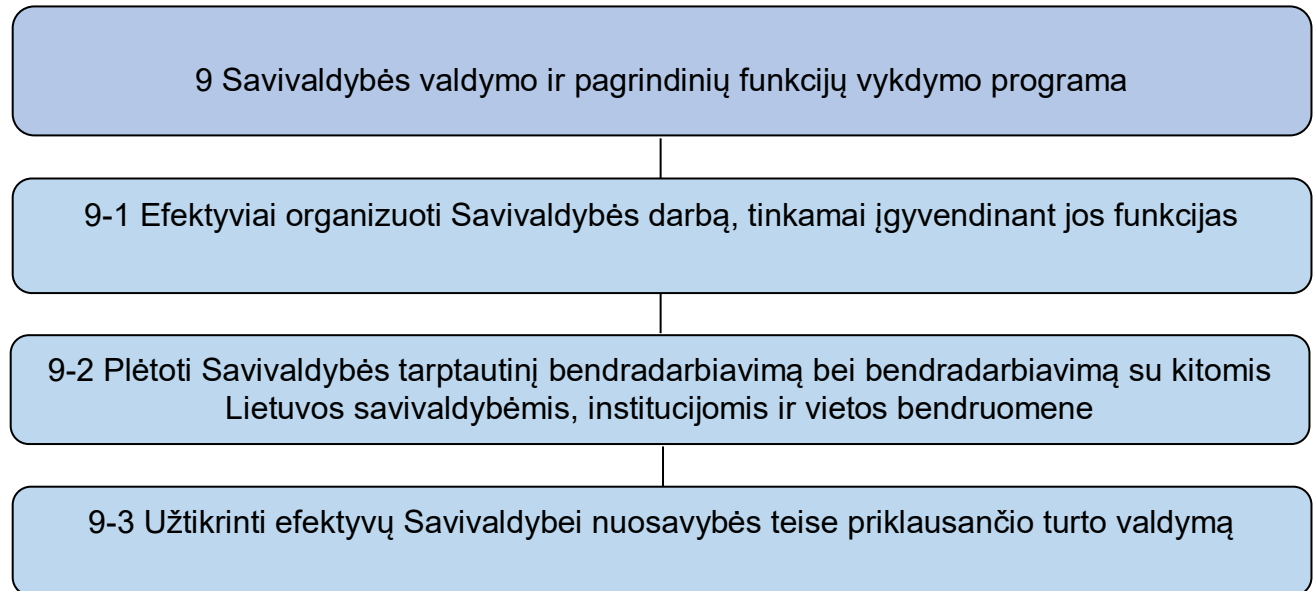 9 Savivaldybės valdymo ir pagrindinių funkcijų vykdymo programa
9-1 Efektyviai organizuoti Savivaldybės darbą, tinkamai įgyvendinant jos funkcijas
9-2 Plėtoti Savivaldybės tarptautinį bendradarbiavimą bei bendradarbiavimą su kitomis
Lietuvos savivaldybėmis, institucijomis ir vietos bendruomene
9-3 Užtikrinti efektyvų Savivaldybei nuosavybės teise priklausančio turto valdymą